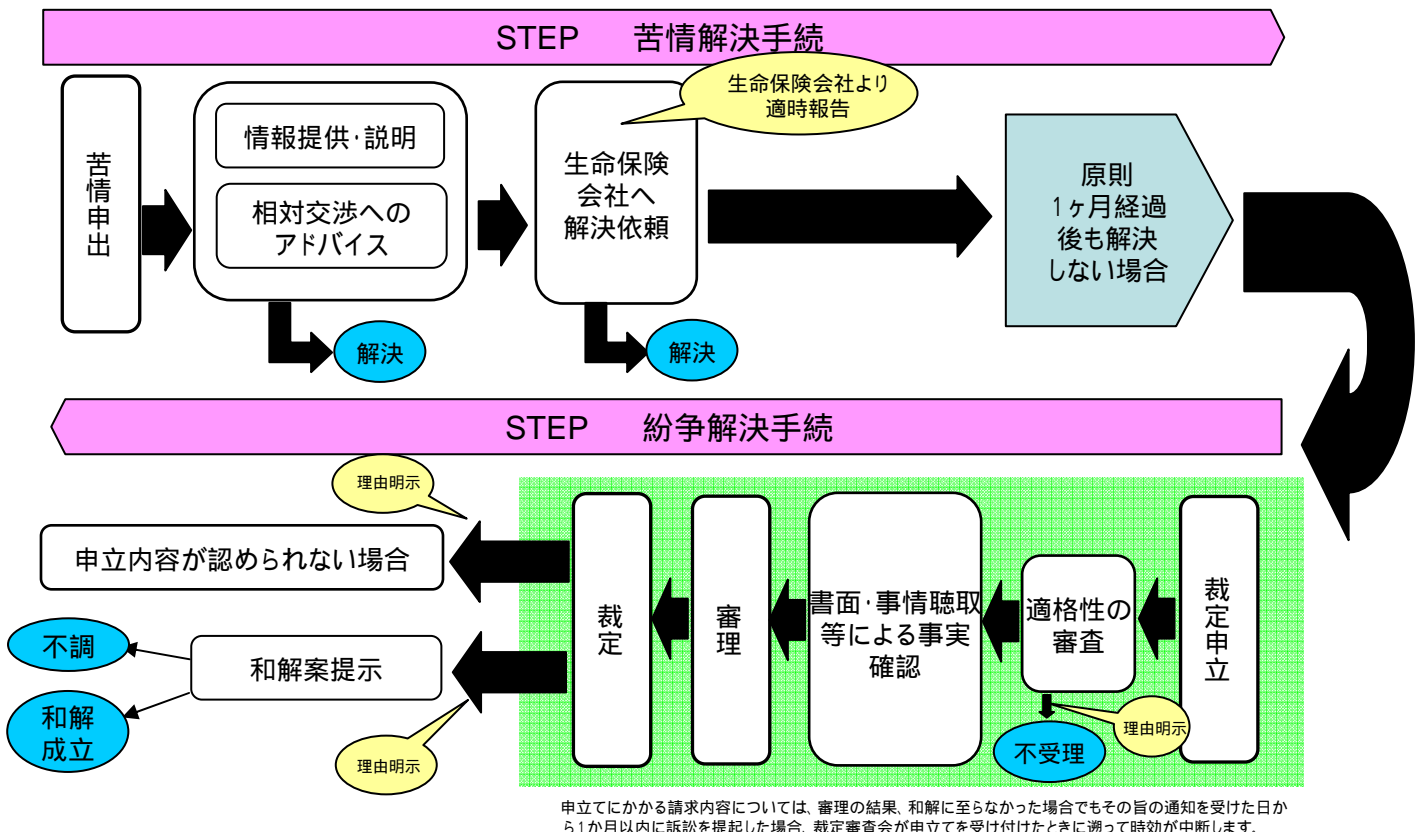 STEP 苦情解決手続
生命保険会社より
適時報告
苦情申出
情報提供・説明
相対交渉への
アドバイス
解決
生命保険
会社へ
解決依頼
解決
原則
1ヶ月経過
後も解決
しない場合
STEP 紛争解決手続
裁定申立
適格性の
審査
理由明示
不受理
書面・事情聴取
等による事実
確認
審理
裁定
理由明示
申立内容が認められない場合
和解案提示
理由明示
不調
和解
成立
申立てにかかる請求内容については、審理の結果、和解に至らなかった場合でもその旨の通知を受けた日か
ら1か月以内に訴訟を提起した場合、裁定審査会が申立てを受け付けたときに遡って時効が中断します。